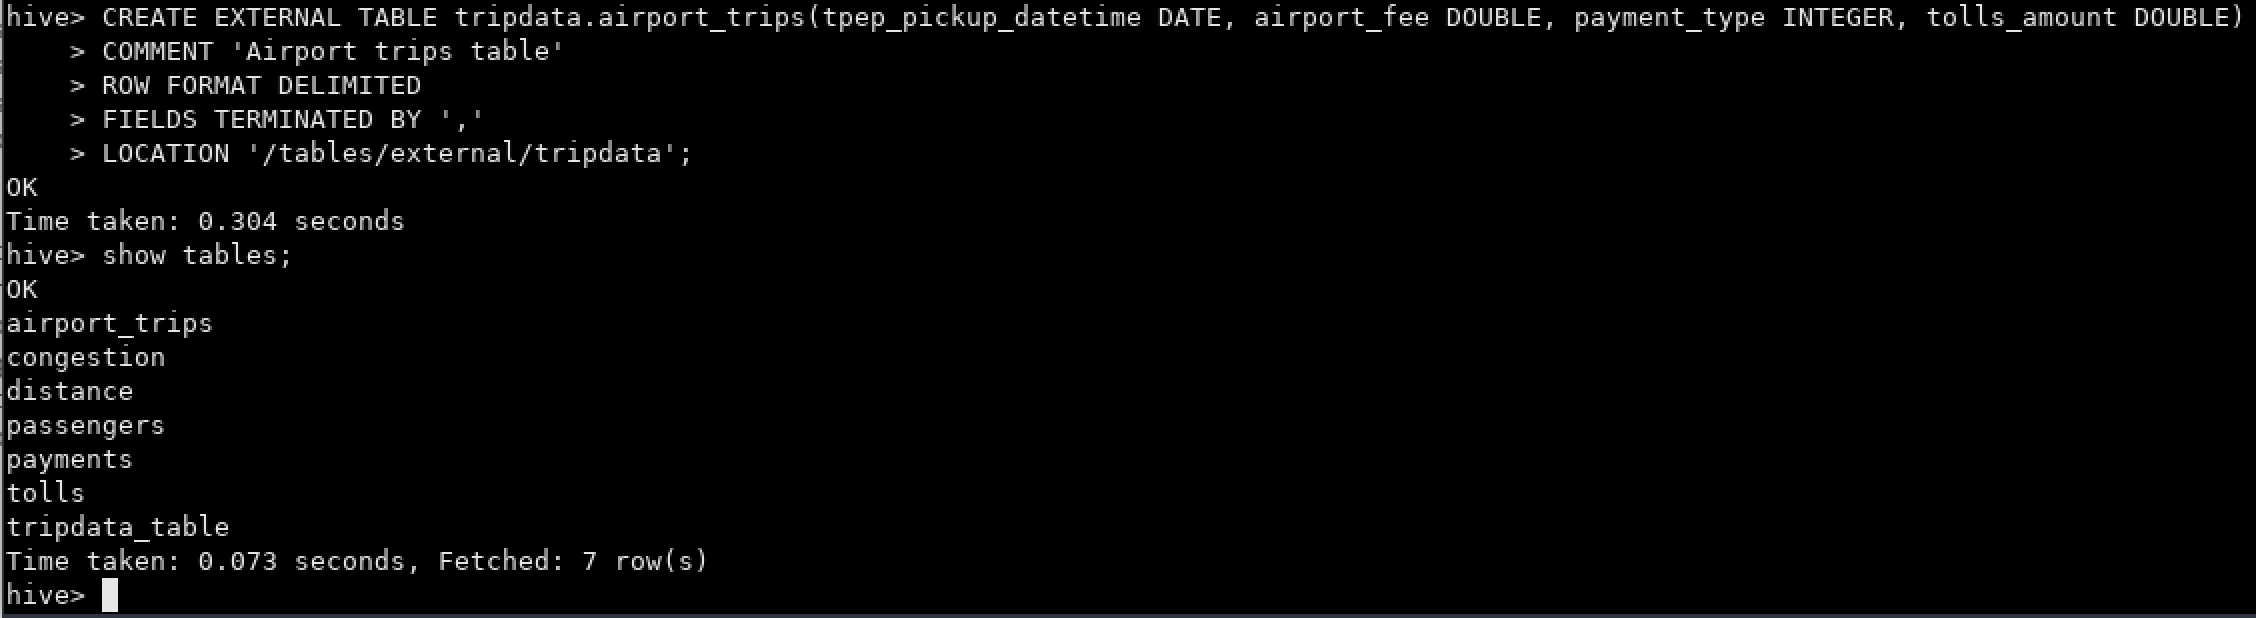 hive> CREATE EXTERNAL TABLE tripdata.airport_trips(tpep_pickup_datetime DATE, airport_fee DOUBLE, payment_type INTEGER, tolls_amount DOUBLE)
    > COMMENT 'Airport trips table'
    > ROW FORMAT DELIMITED
    > FIELDS TERMINATED BY ','
    > LOCATION '/tables/external/tripdata';
OK
Time taken: 0.304 seconds
hive> show tables;
OK
airport_trips
congestion
distance
passengers
payments
tolls
tripdata_table
Time taken: 0.073 seconds, Fetched: 7 row(s)
hive>